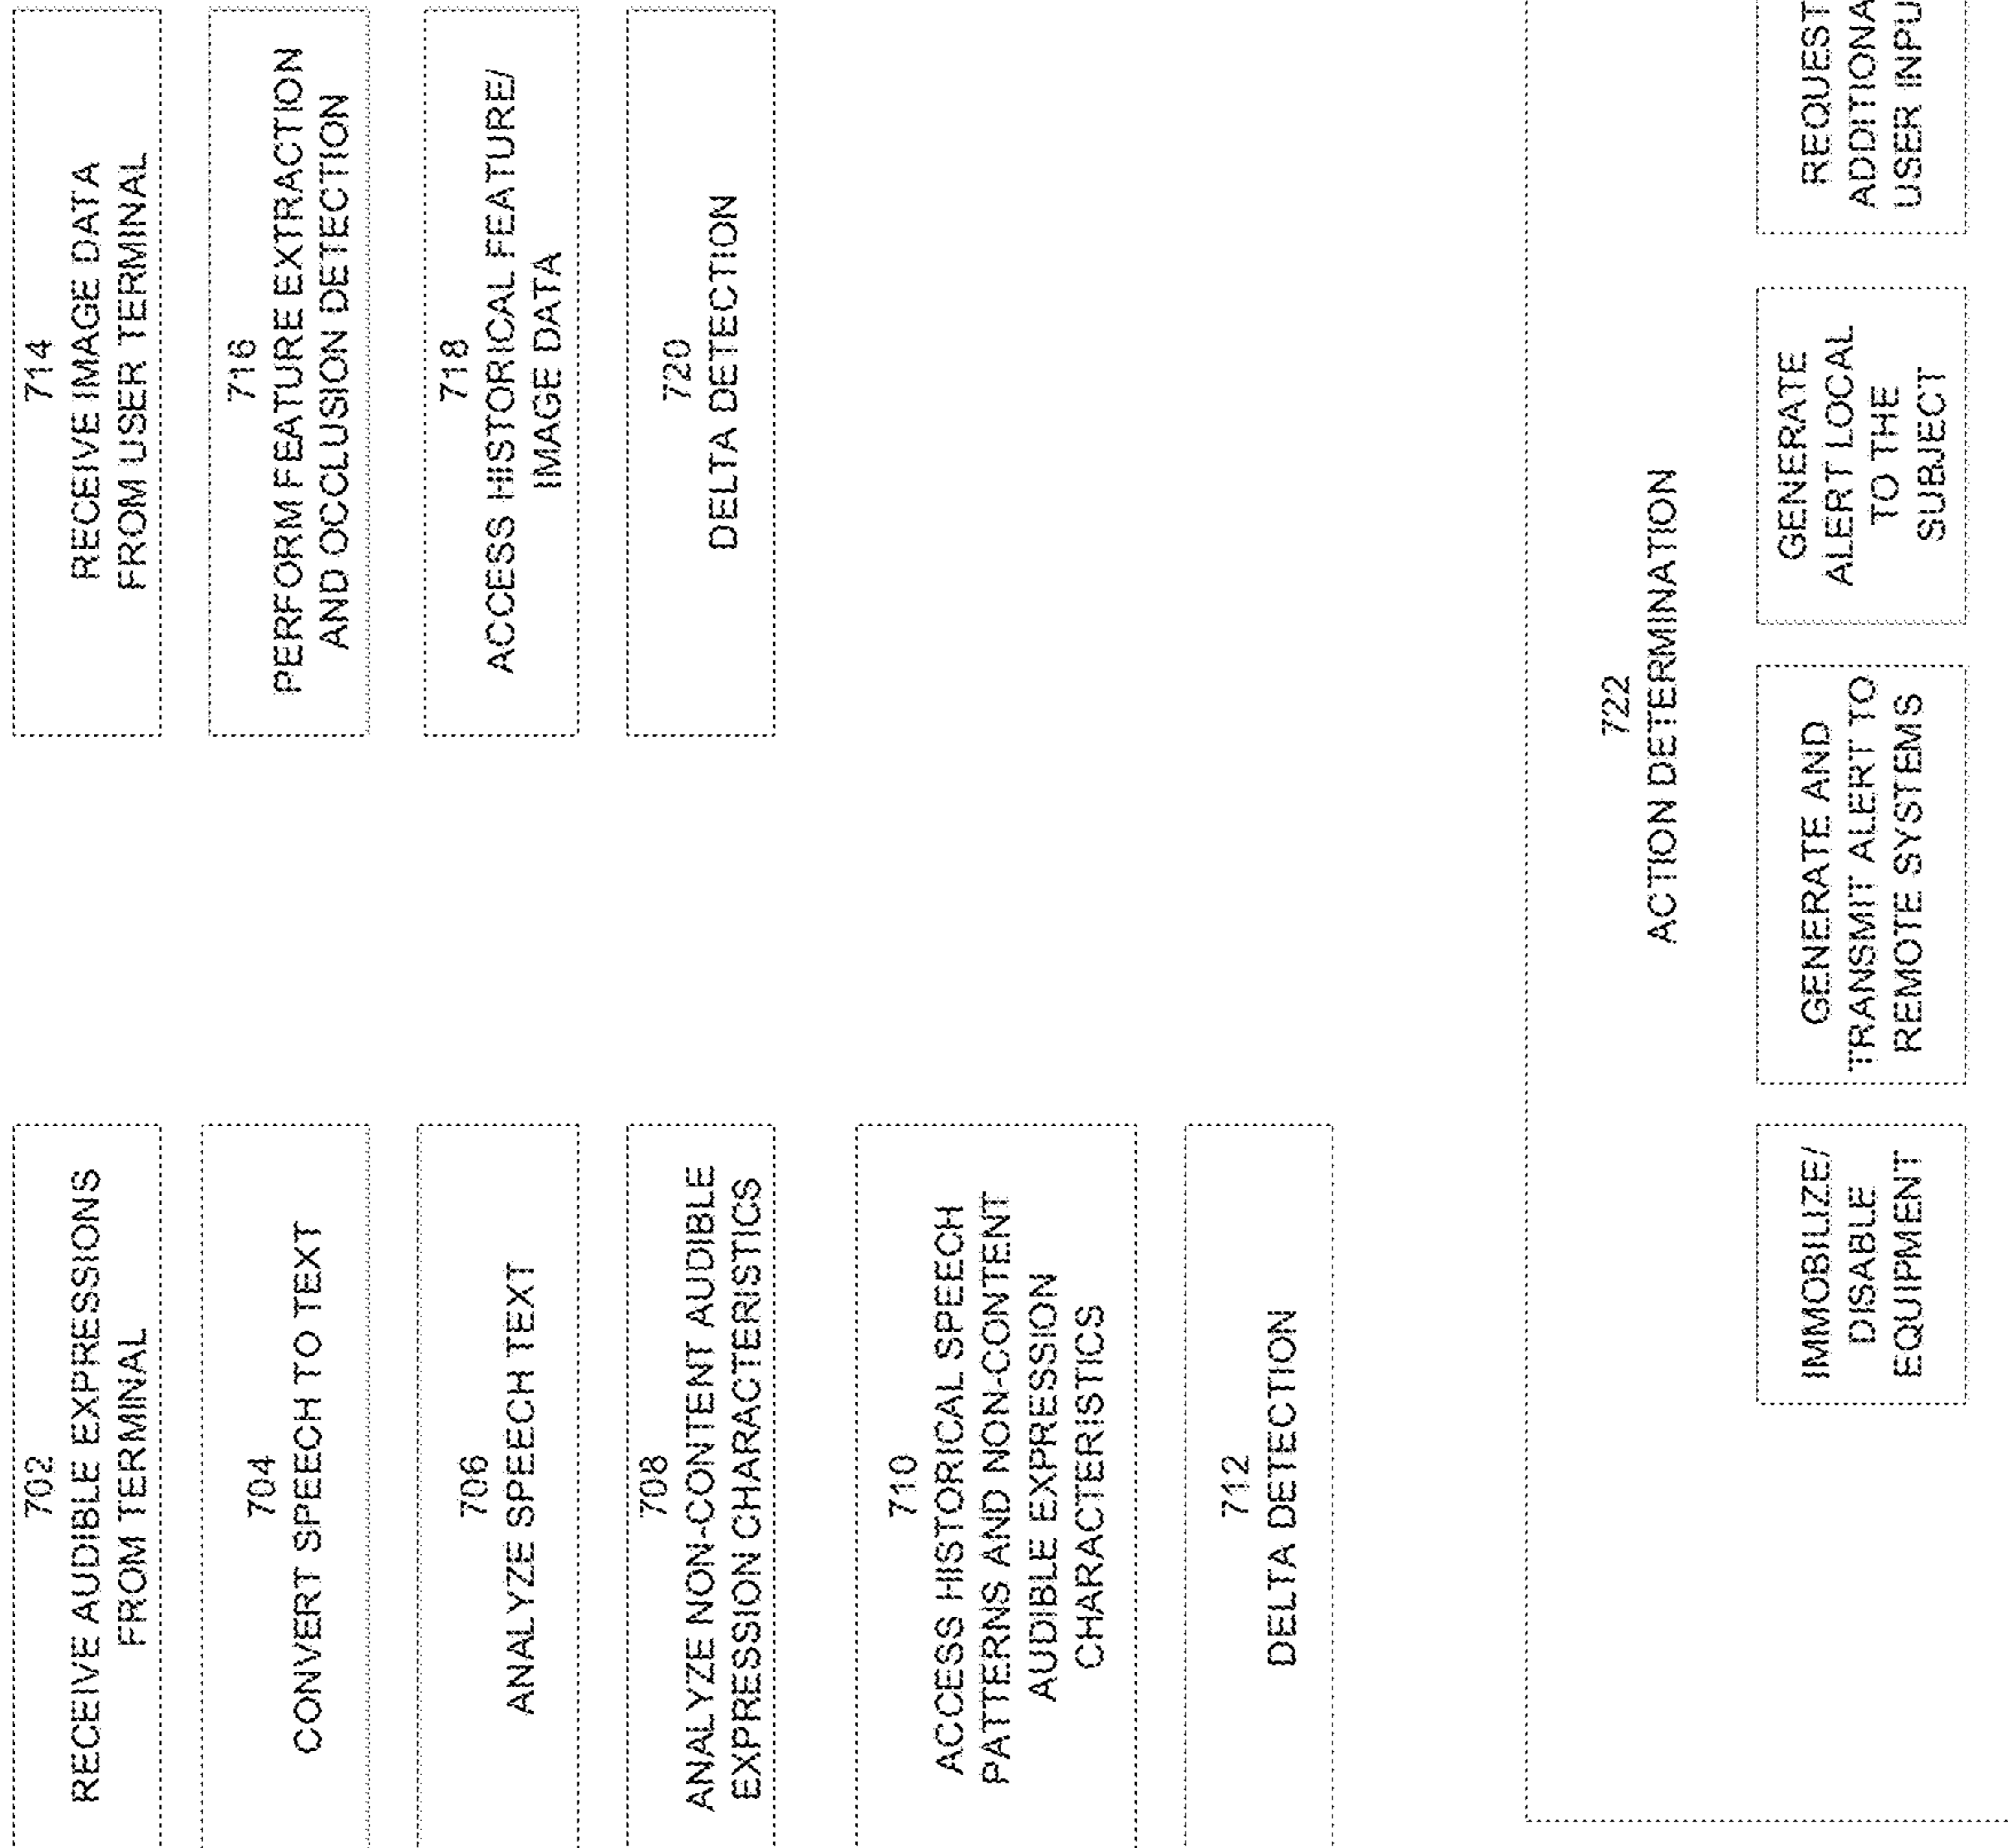 702
RECEIVE AUDIBLE EXPRESSIONS
FROM TERMINAL
704
CONVERT SPEECH TO TEXT
706
ANALYZE SPEECH TEXT
708
ANALYZE NON-CONTENT AUDIBLE
EXPRESSION CHARACTERISTICS
710
ACCESS HISTORICAL SPEECH
PATTERNS AND NON-CONTENT
AUDIBLE EXPRESSION
CHARACTERISTICS
712
DELTA DETECTION
714
RECEIVE IMAGE DATA
FROM USER TERMINAL
716
PERFORM FEATURE EXTRACTION
AND OCCLUSION DETECTION
718
ACCESS HISTORICAL FEATURE/
IMAGE DATA
720
DELTA DETECTION
722
ACTION DETERMINATION
IMMOBILIZE/
DISABLE
EQUIPMENT
GENERATE AND
TRANSMIT ALERT TO
REMOTE SYSTEMS
GENERATE
ALERT LOCAL
TO THE
SUBJECT
REQUEST
ADDITIONA
USER INPU